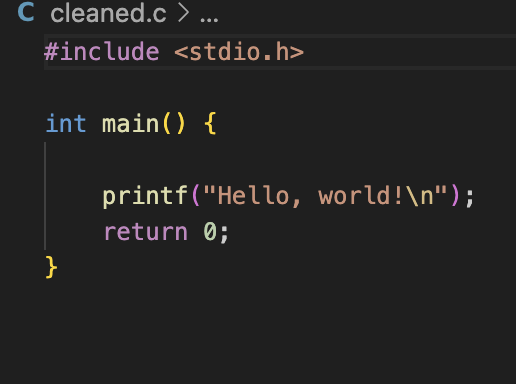 C cleaned.c > ...
#include <stdio.h>
int main() {
printf("Hello, world!\n");
return 0;
}